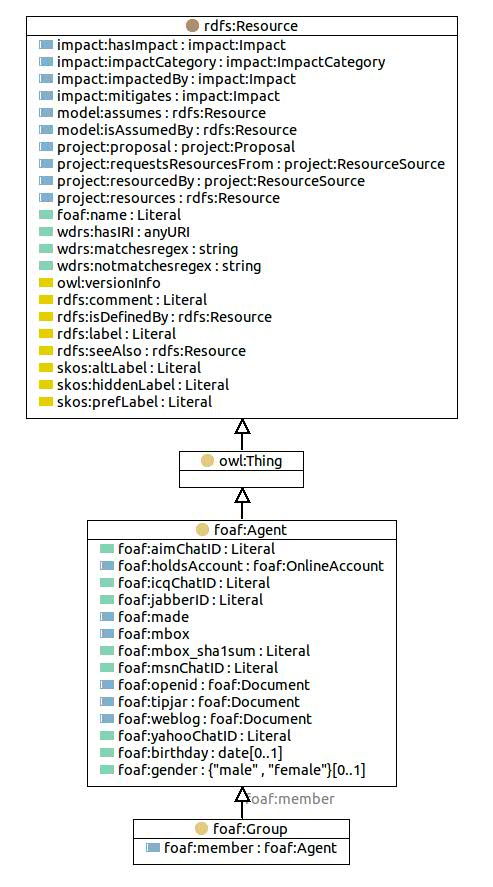 rdfs:Resource
impact:hasImpact : impact:Impact
impact:impactCategory : impact:ImpactCategory
impact:impactedBy : impact:Impact
impact:mitigates : impact:Impact
model:assumes : rdfs:Resource
model:isAssumedBy : rdfs:Resource
project:proposal : project:Proposal
project:requestsResourcesFrom : project:ResourceSource
project:resourcedBy : project:ResourceSource
project:resources : rdfs:Resource
foaf:name : Literal
wdrs:hasIRI : anyURI
wdrs:matchesregex : string
wdrs:notmatchesregex : string
owl:versionInfo
rdfs:comment : Literal
rdfs:isDefinedBy : rdfs:Resource
rdfs:label : Literal
rdfs:seeAlso : rdfs:Resource
skos:altLabel : Literal
skos:hiddenLabel : Literal
skos:prefLabel : Literal
owl:Thing
foaf:Agent
foaf:aimChatID : Literal
foaf:holdsAccount : foaf:OnlineAccount
foaf:icqChatID : Literal
foaf:jabberID : Literal
foaf:made
foaf:mbox
foaf:mbox_sha1sum : Literal
foaf:msnChatID : Literal
foaf:openid : foaf:Document
foaf:tipjar : foaf:Document
foaf:weblog : foaf:Document
foaf:yahooChatID : Literal
foaf:birthday : date[0..1]
foaf:gender : {"male" , "female"}[0..1]
foaf:member
foaf:Group
foaf:member : foaf:Agent